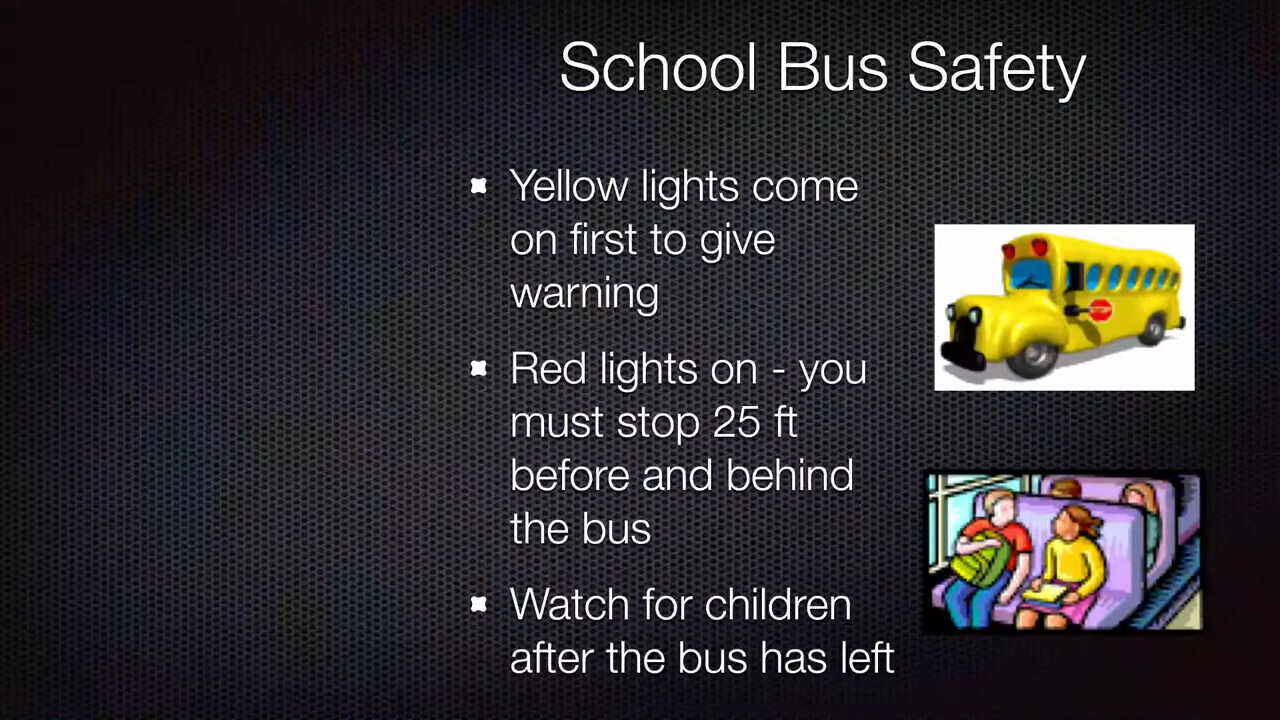 School Bus Safety
Yellow lights come
on first to give
warning
Red lights on - you
must stop 25 ft
before and behind
the bus
Watch for children
after the bus has left
STOP